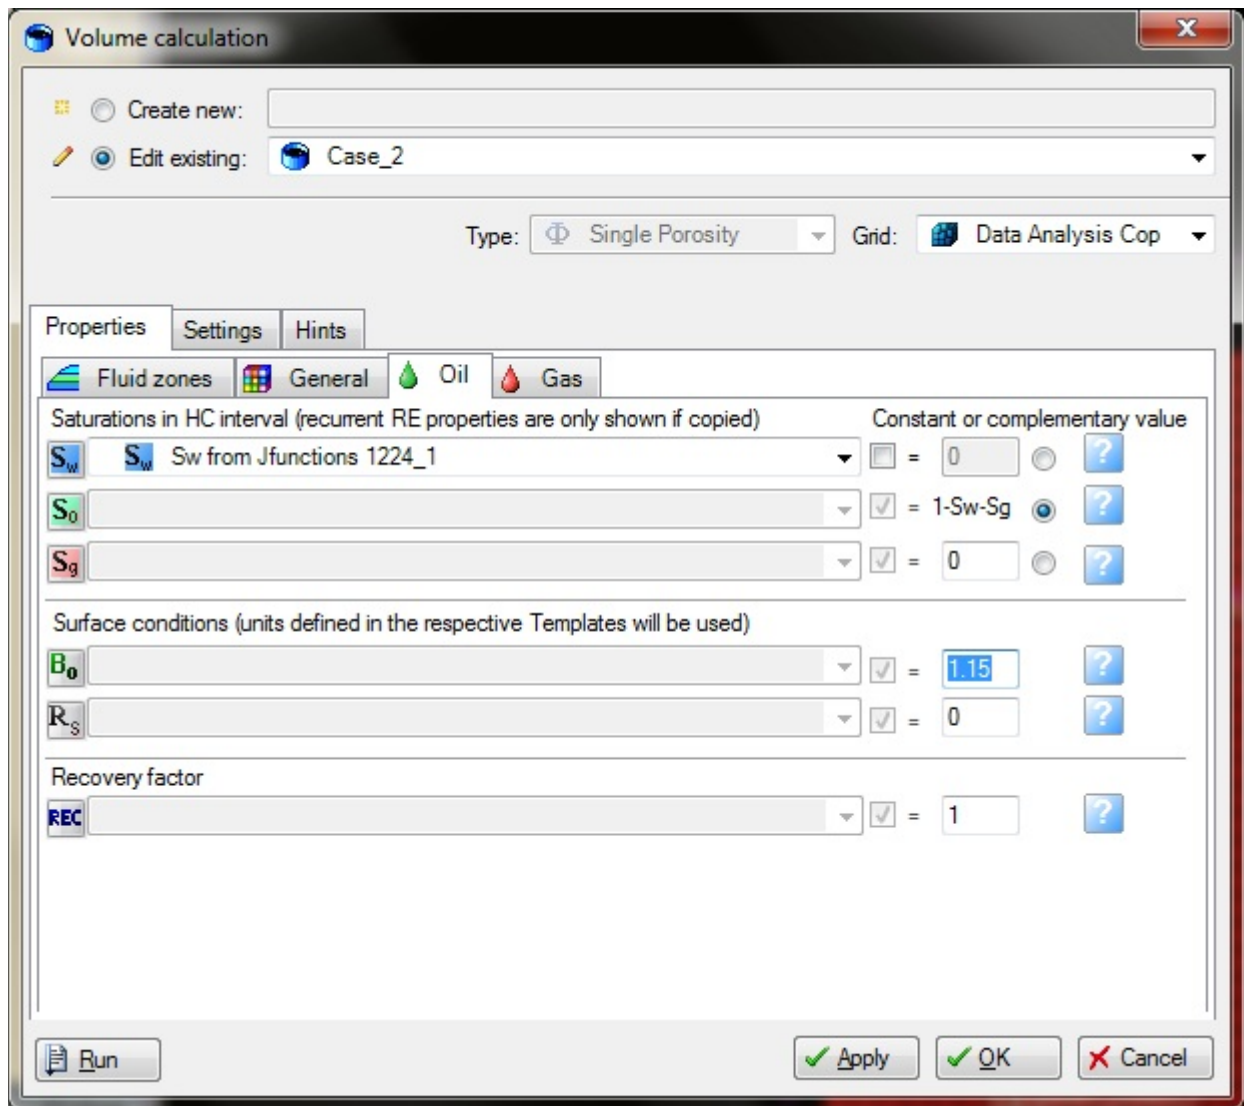 Volume calculation
Create new:
Edit existing: Case_2
Type: Φ Single Porosity Grid: Data Analysis Cop
Properties Settings Hints
Fluid zones General Oil Gas
Saturations in HC interval (recurrent RE properties are only shown if copied) Constant or complementary value
Sw Sw Sw from Jfunctions 1224_1 = 0 ?
So = 1-Sw-Sg ?
Sg = 0 ?
Surface conditions (units defined in the respective Templates will be used)
Bo = 1.15 ?
Rs = 0 ?
Recovery factor
REC = 1 ?
Run Apply OK Cancel